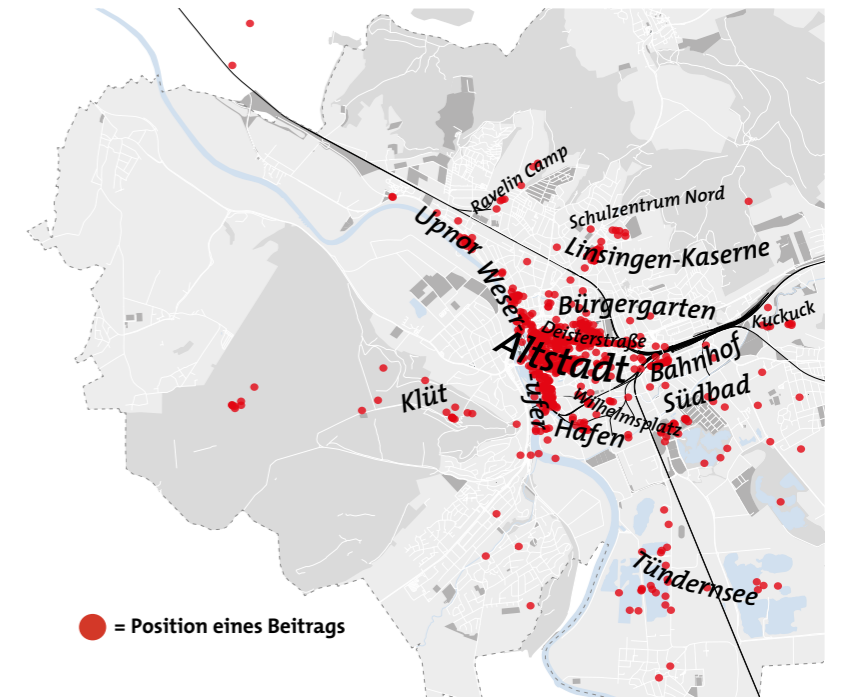 Ravelin Camp
Schulzentrum Nord
Upnor
Linsingen-Kaserne
Weser-
Bürgergarten
Kuckuck
Deisterstraße
Altstadt
Bahnhof
Südbad
Klüt
ufer
Wilhelmsplatz
Hafen
Tündernsee
= Position eines Beitrags